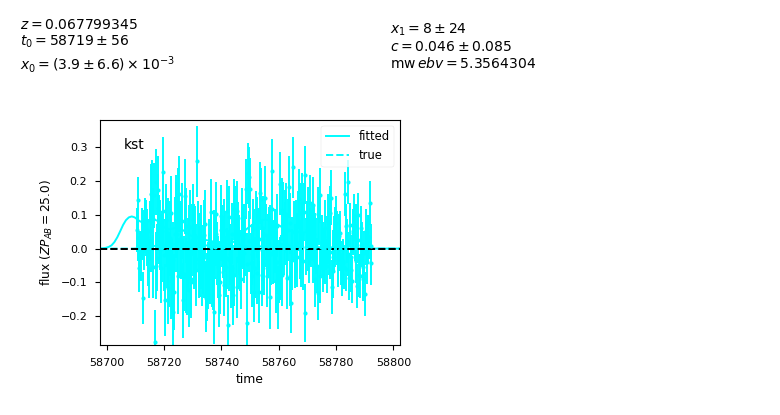 z = 0.067799345
t₀ = 58719 ± 56
x₀ = (3.9 ± 6.6) × 10⁻³
x₁ = 8 ± 24
c = 0.046 ± 0.085
mw ebv = 5.3564304
kst
fitted
true
0.3
0.2
0.1
0.0
−0.1
−0.2
flux (ZP_AB = 25.0)
58700 58720 58740 58760 58780 58800
time